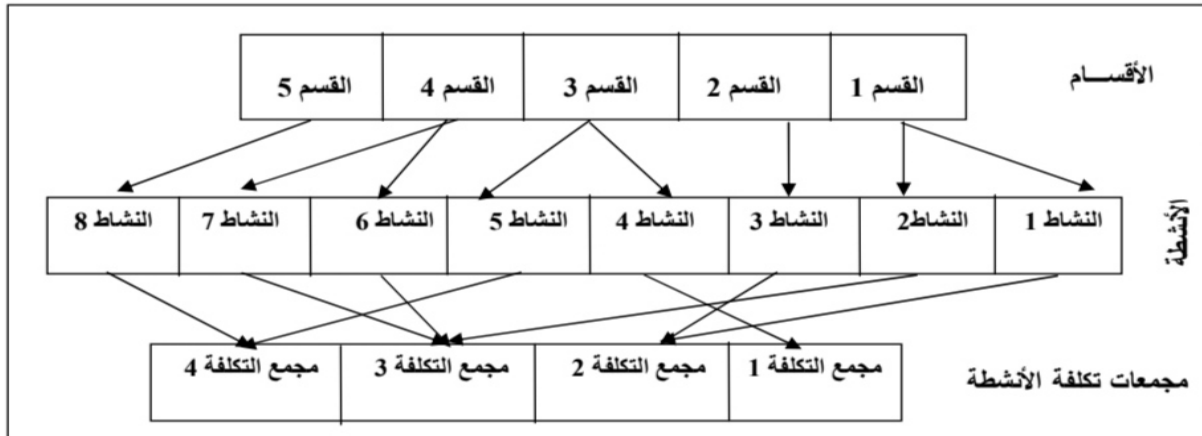 الأقســـام القسم 1 القسم 2 القسم 3 القسم 4 القسم 5
الأنشطة النشاط 1 النشاط2 النشاط 3 النشاط 4 النشاط 5 النشاط 6 النشاط 7 النشاط 8
مجمع التكلفة 1 مجمع التكلفة 2 مجمع التكلفة 3 مجمع التكلفة 4
مجمعات تكلفة الأنشطة